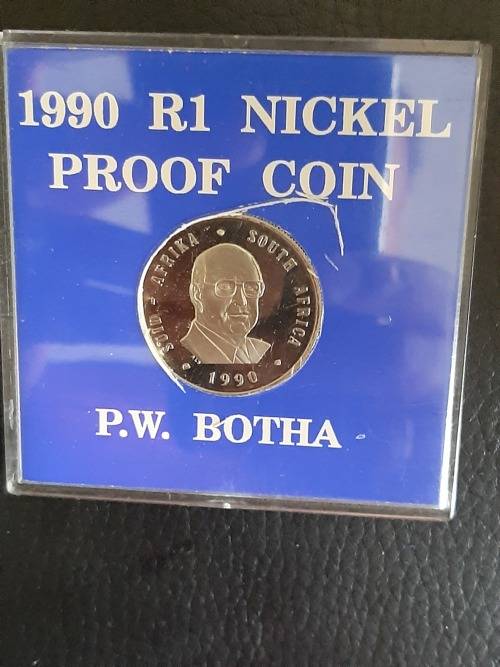 1990 R1 NICKEL
PROOF COIN
SUID - AFRIKA • SOUTH AFRICA
• 1990 •
P.W. BOTHA